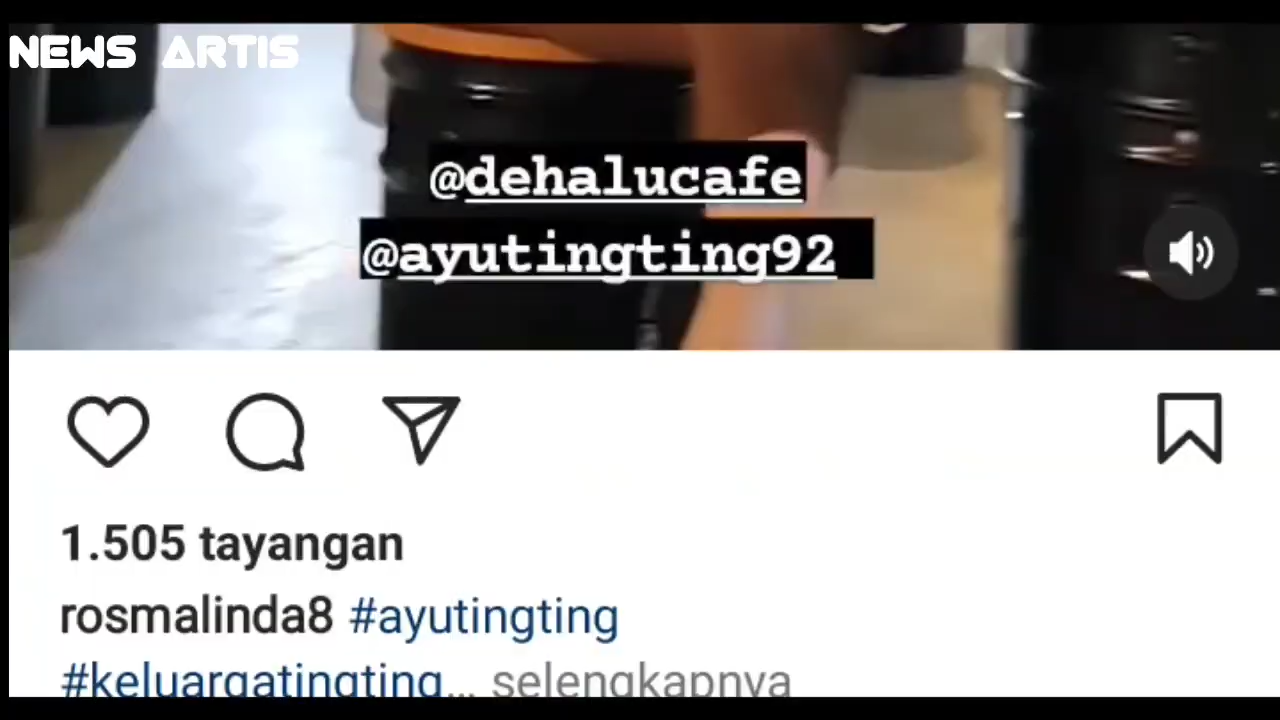 NEWS ARTIS
@dehalucafe
@ayutingting92
1.505 tayangan
rosmalinda8 #ayutingting
#keluargatingting... selengkapnya